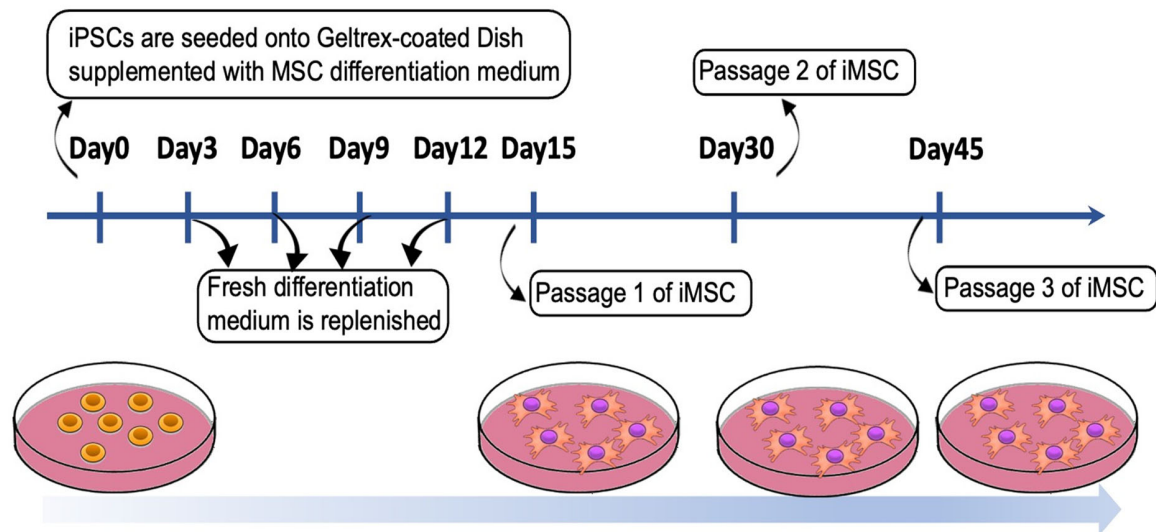 iPSCs are seeded onto Geltrex-coated Dish
supplemented with MSC differentiation medium
Passage 2 of iMSC
Day0 Day3 Day6 Day9 Day12 Day15 Day30 Day45
Fresh differentiation
medium is replenished
Passage 1 of iMSC
Passage 3 of iMSC